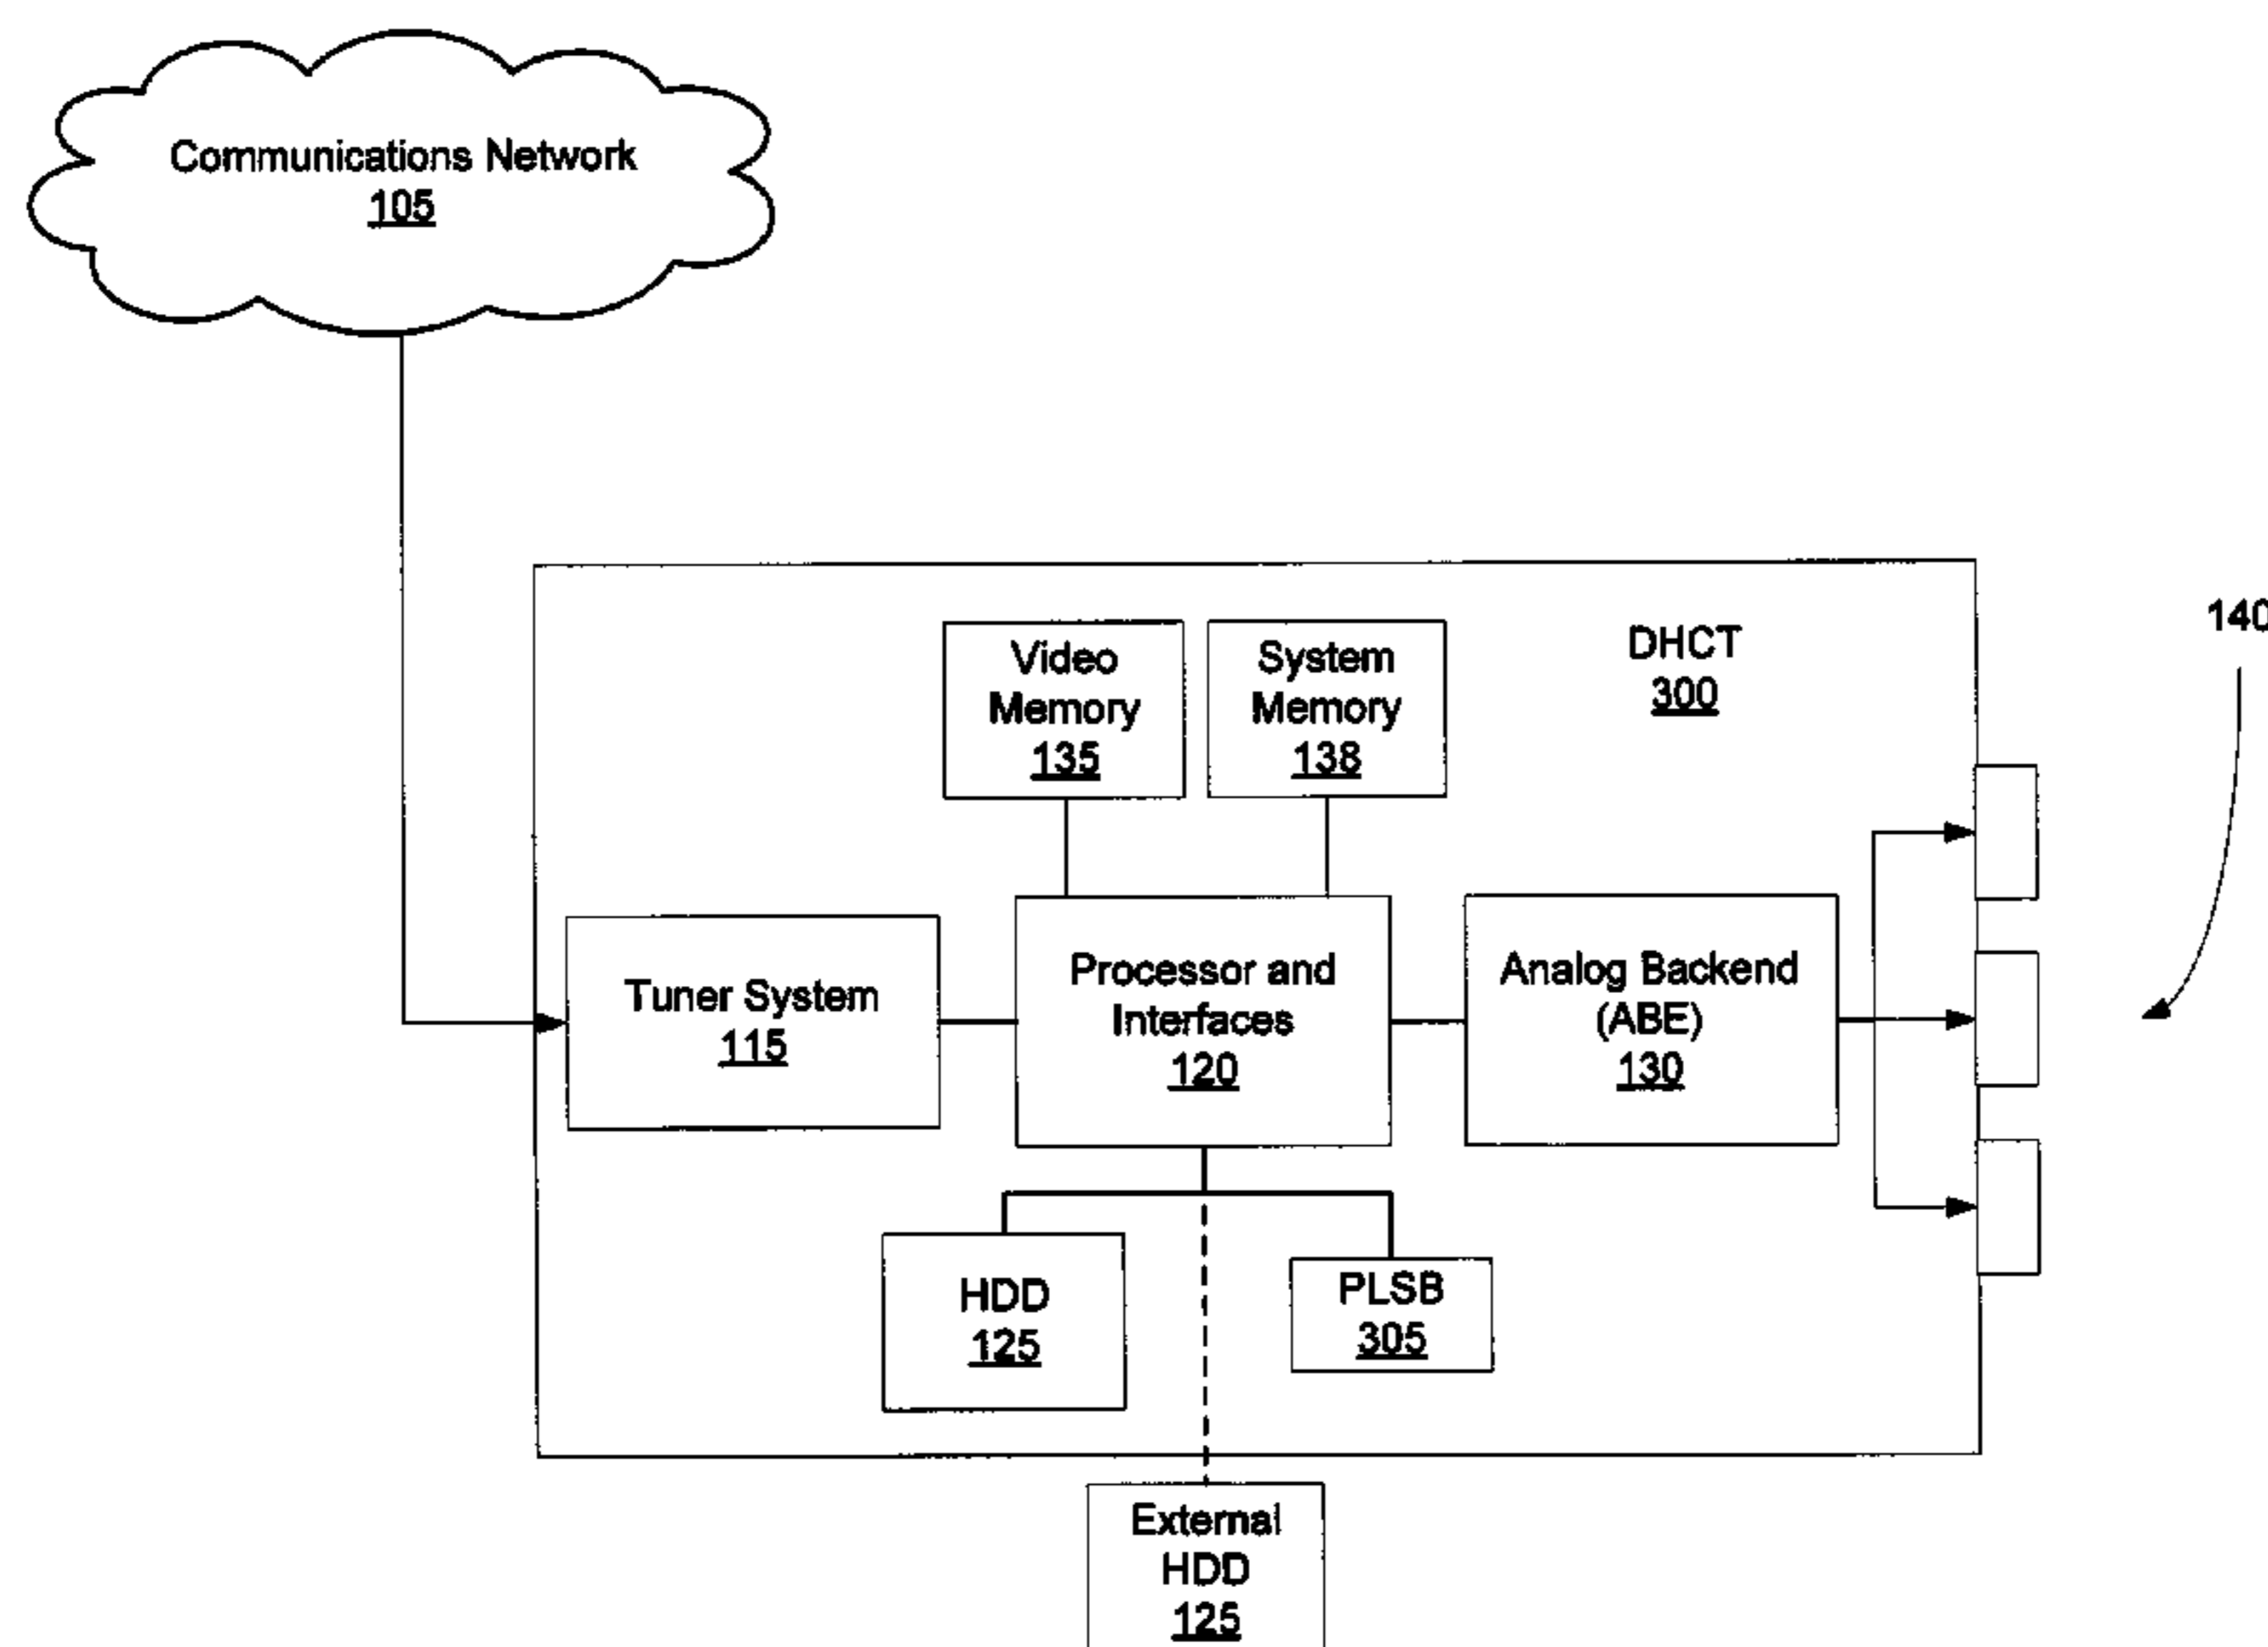 Communications Network
105
DHCT
300
140
Video
Memory
135
System
Memory
138
Tuner System
115
Processor and
Interfaces
120
Analog Backend
(ABE)
130
HDD
125
PLSB
305
External
HDD
125